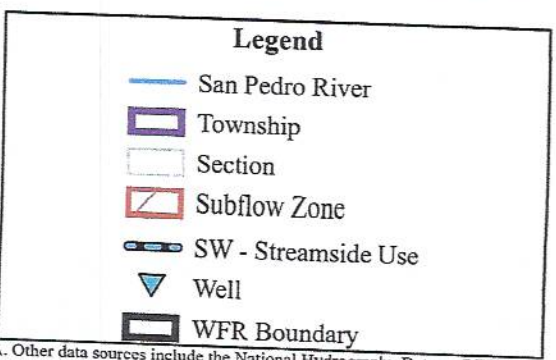 Legend
San Pedro River
Township
Section
Subflow Zone
SW - Streamside Use
Well
WFR Boundary
. Other data sources include the National